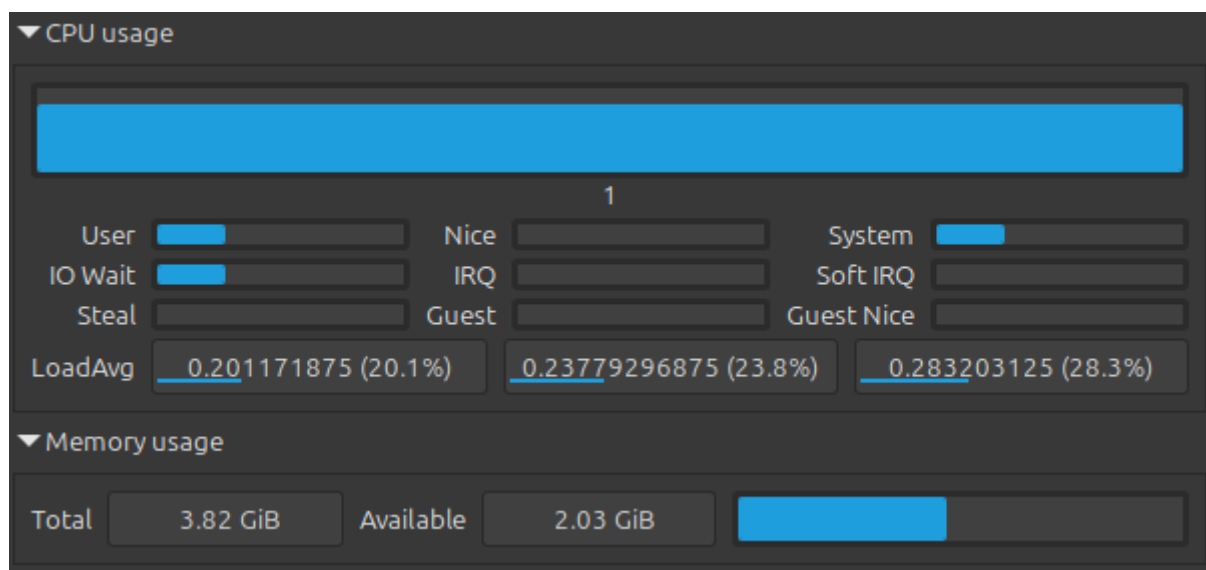 CPU usage
1
User Nice System
IO Wait IRQ Soft IRQ
Steal Guest Guest Nice
LoadAvg 0.201171875 (20.1%) 0.23779296875 (23.8%) 0.283203125 (28.3%)
Memory usage
Total 3.82 GiB Available 2.03 GiB